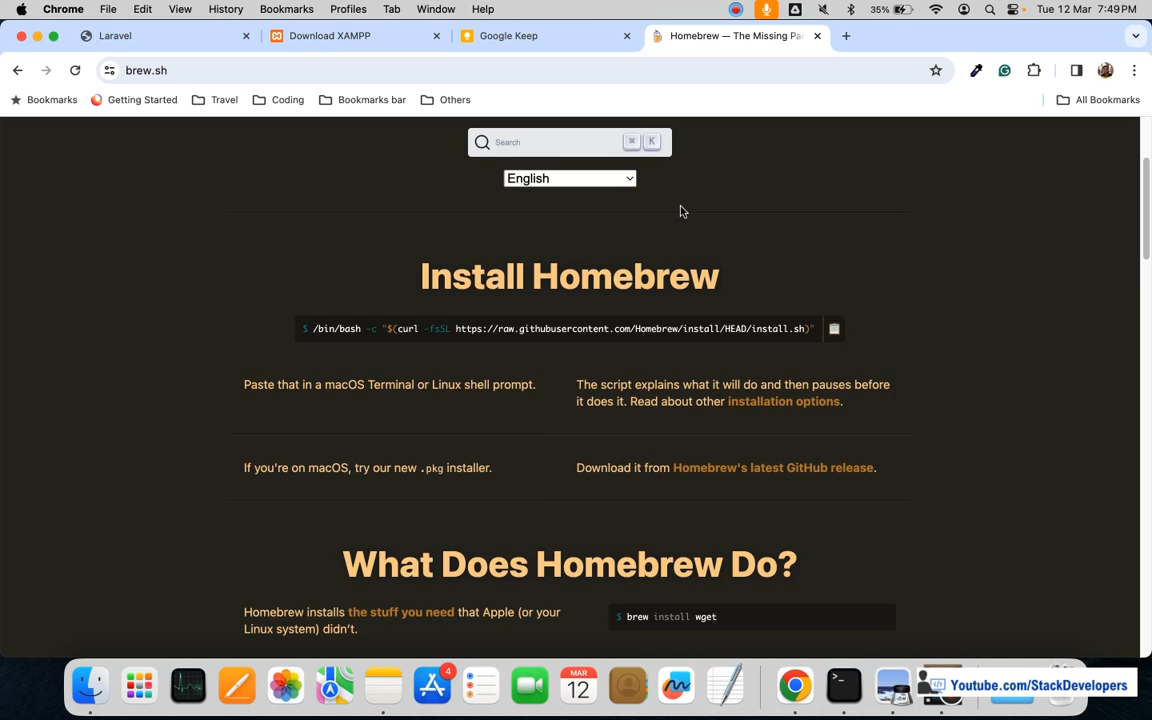 Chrome File Edit View History Bookmarks Profiles Tab Window Help 35% Tue 12 Mar 7:49 PM
Laravel Download XAMPP Google Keep Homebrew — The Missing Pa
brew.sh
Bookmarks Getting Started Travel Coding Bookmarks bar Others All Bookmarks
Search ⌘ K
English
Install Homebrew
$ /bin/bash -c "$(curl -fsSL https://raw.githubusercontent.com/Homebrew/install/HEAD/install.sh)"
Paste that in a macOS Terminal or Linux shell prompt.
The script explains what it will do and then pauses before
it does it. Read about other installation options.
If you're on macOS, try our new .pkg installer.
Download it from Homebrew's latest GitHub release.
What Does Homebrew Do?
Homebrew installs the stuff you need that Apple (or your
Linux system) didn't.
$ brew install wget
4
MAR
12
Youtube.com/StackDevelopers